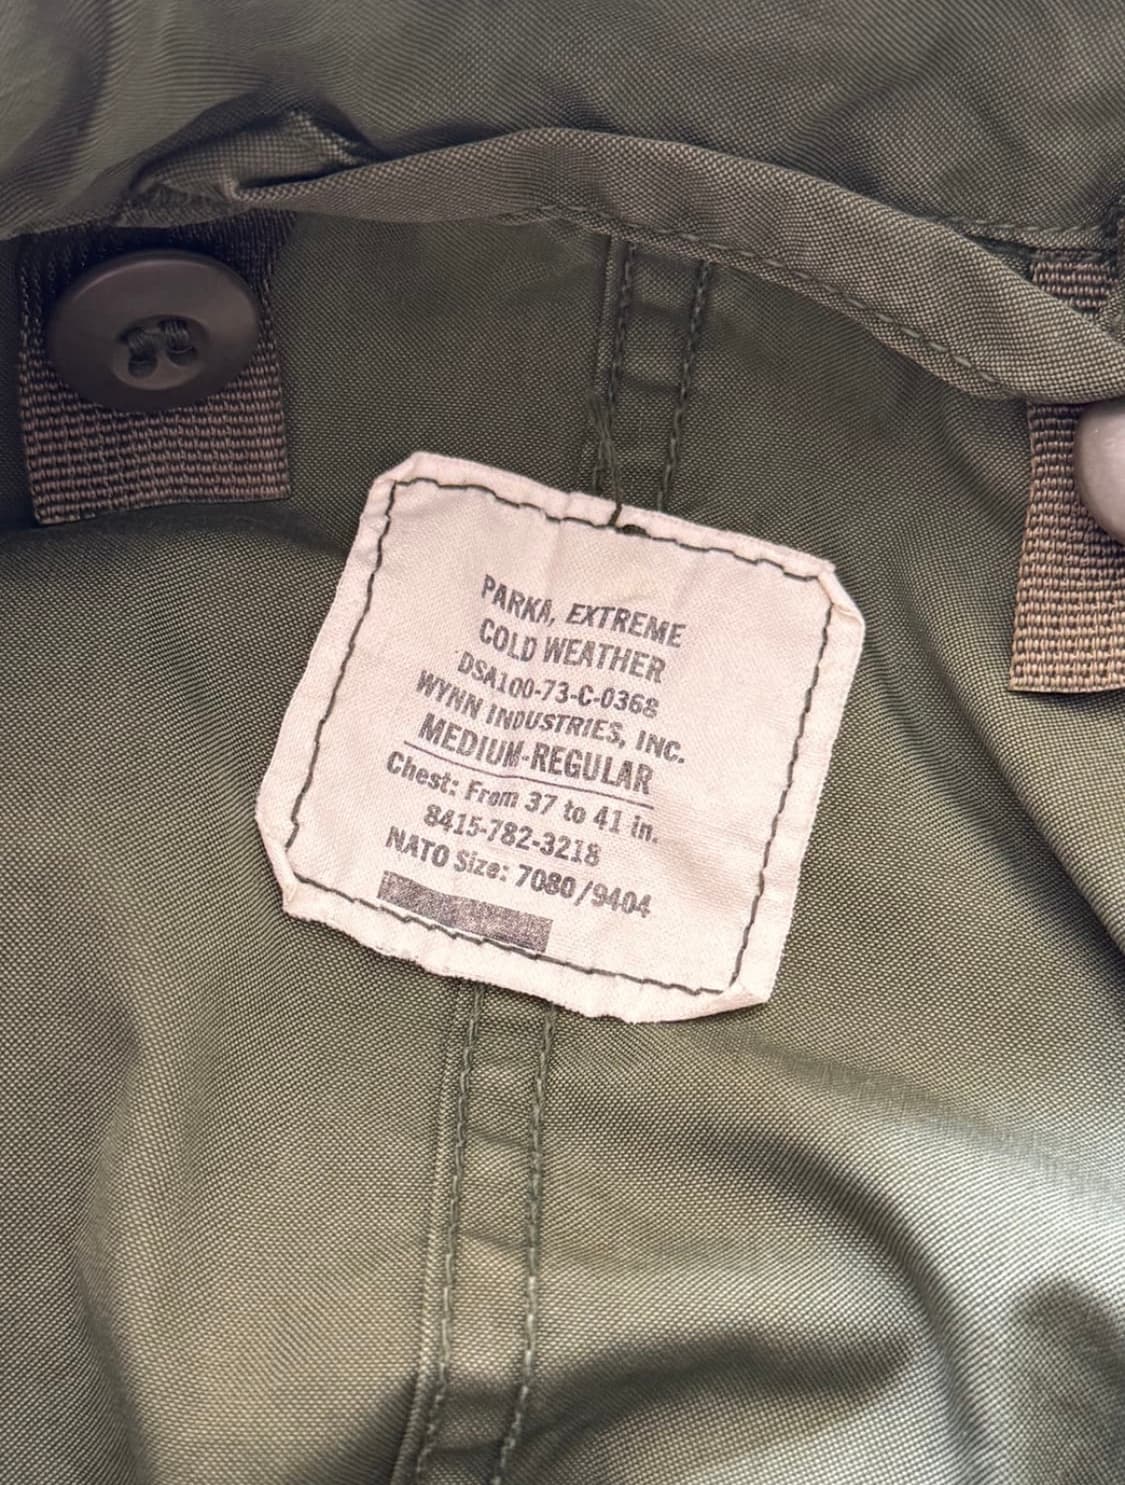 PARKA, EXTREME
COLD WEATHER
DSA100-73-C-0368
WYNN INDUSTRIES, INC.
MEDIUM-REGULAR
Chest: From 37 to 41 in.
8415-782-3218
NATO Size: 7080/9404